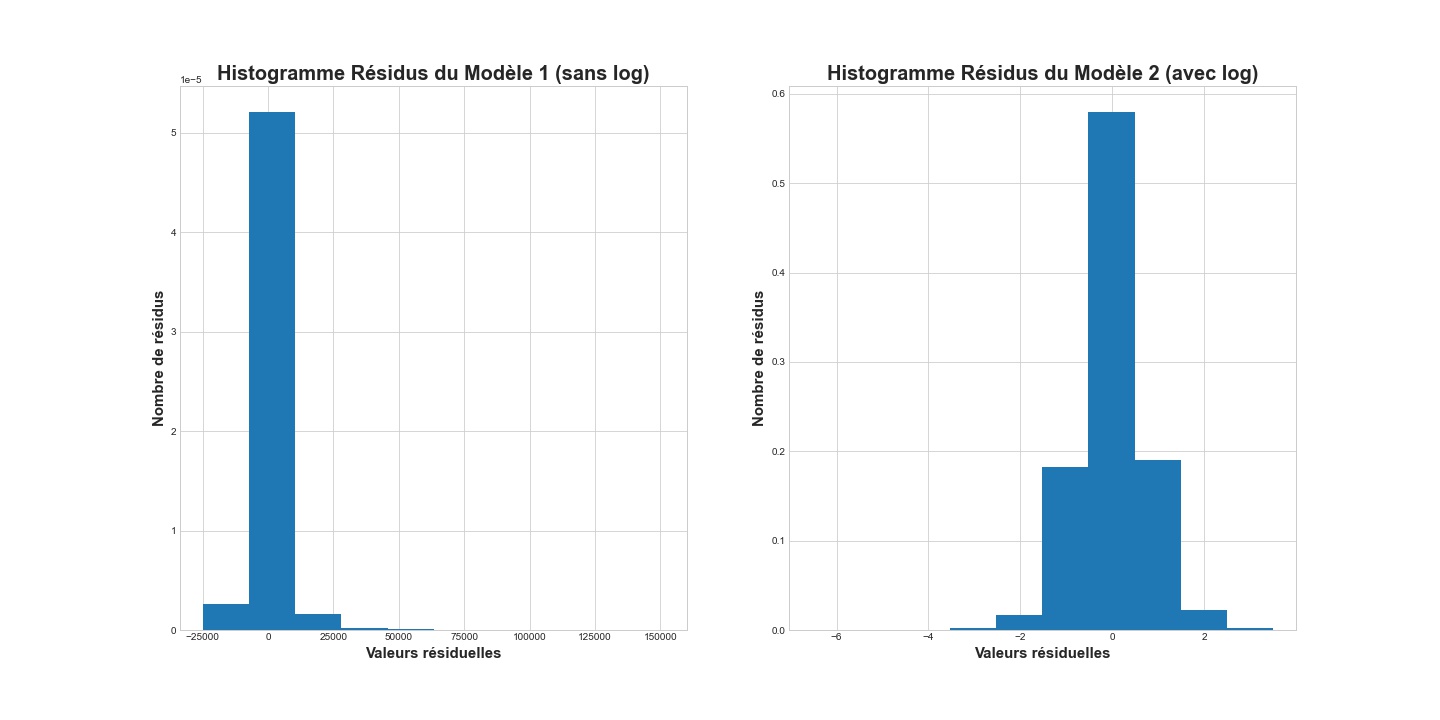 Histogramme Résidus du Modèle 1 (sans log)
1e−5
5
4
3
2
1
0
−25000 0 25000 50000 75000 100000 125000 150000
Valeurs résiduelles
Nombre de résidus
Histogramme Résidus du Modèle 2 (avec log)
0.6
0.5
0.4
0.3
0.2
0.1
0.0
−6 −4 −2 0 2
Valeurs résiduelles
Nombre de résidus